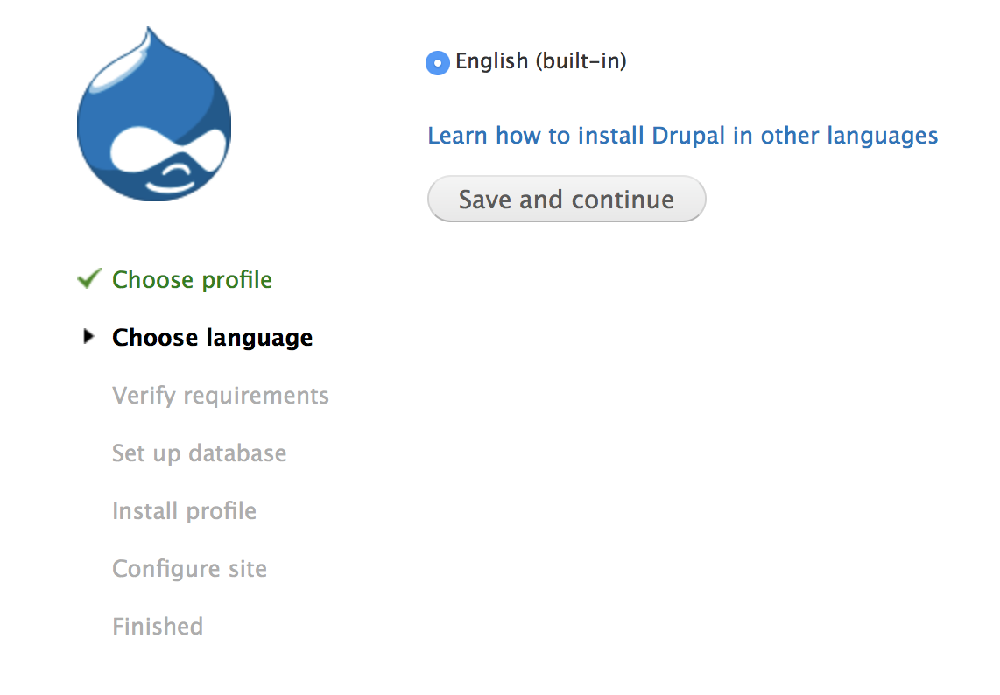 English (built-in)
Learn how to install Drupal in other languages
Save and continue
Choose profile
Choose language
Verify requirements
Set up database
Install profile
Configure site
Finished